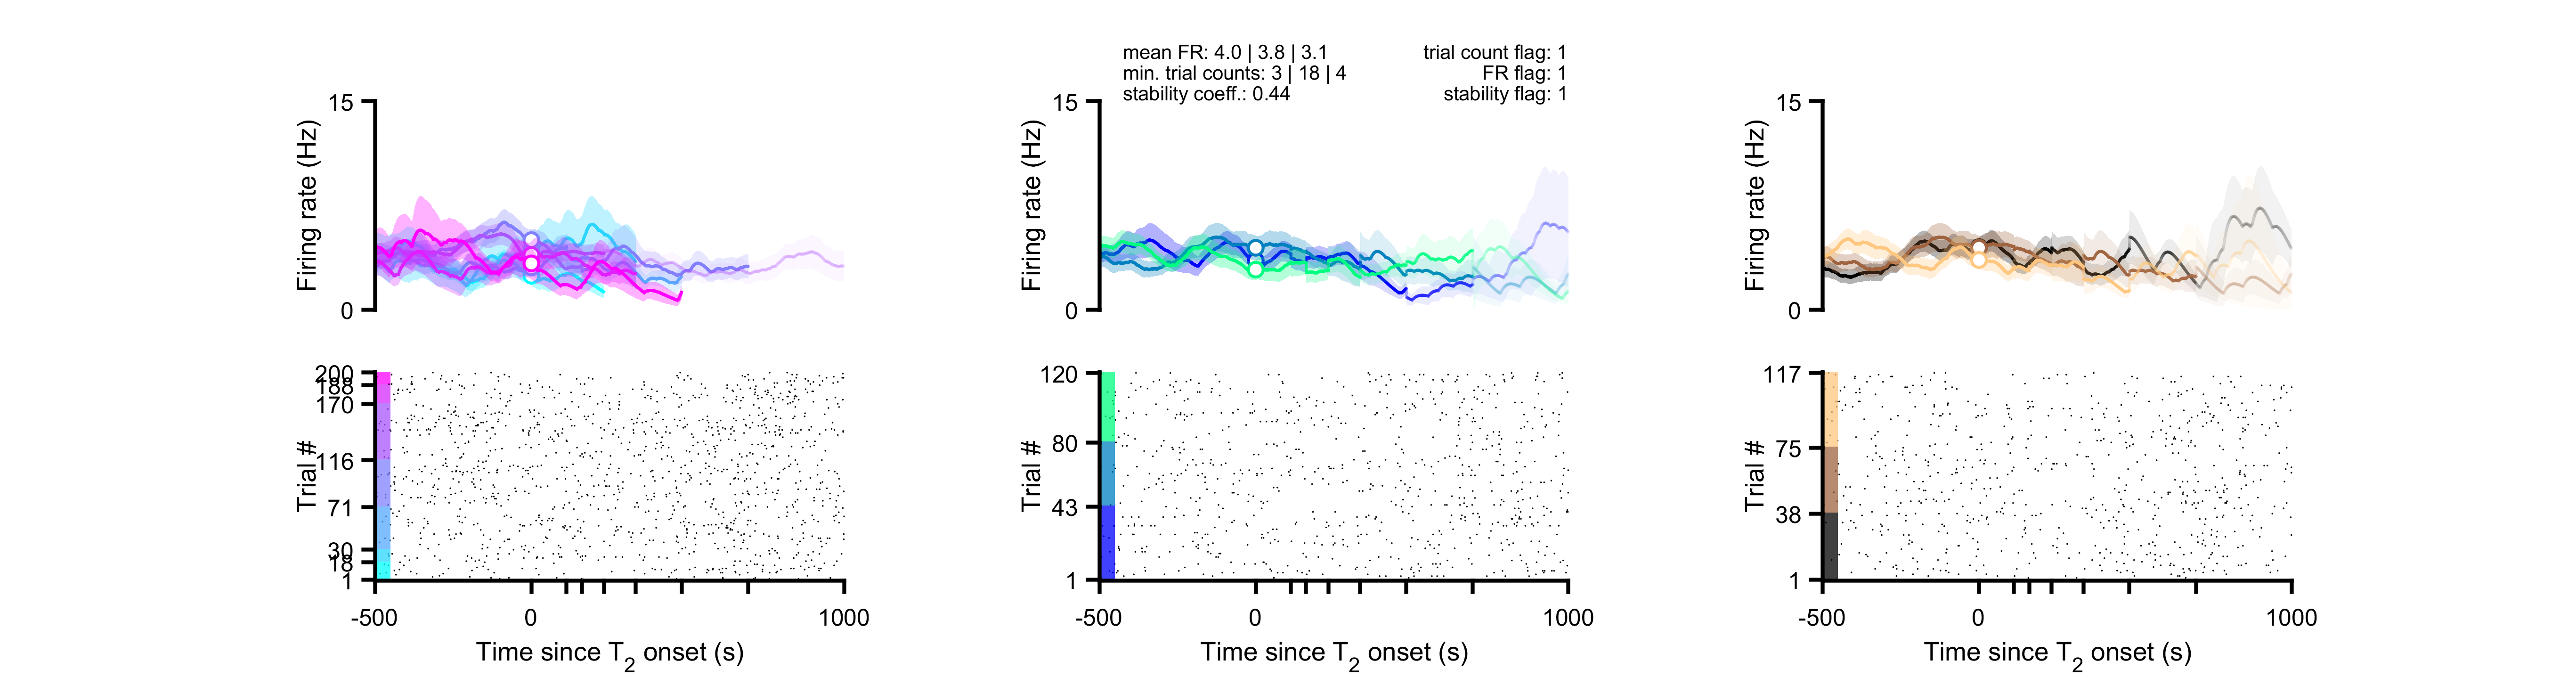 mean FR: 4.0 | 3.8 | 3.1
min. trial counts: 3 | 18 | 4
stability coeff.: 0.44
trial count flag: 1
FR flag: 1
stability flag: 1
15
Firing rate (Hz)
0
200
188
170
116
71
30
18
1
Trial #
-500
0
1000
Time since T2 onset (s)
15
Firing rate (Hz)
0
120
80
43
1
Trial #
-500
0
1000
Time since T2 onset (s)
15
Firing rate (Hz)
0
117
75
38
1
Trial #
-500
0
1000
Time since T2 onset (s)